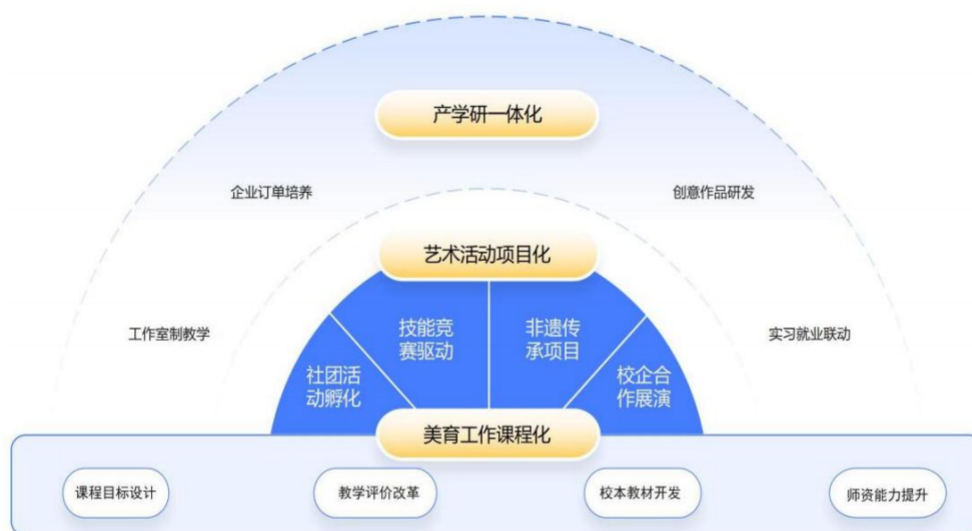 产学研一体化
企业订单培养
创意作品研发
艺术活动项目化
工作室制教学
技能竞
赛驱动
非遗传
承项目
实习就业联动
社团活
动孵化
校企合
作展演
美育工作课程化
课程目标设计
教学评价改革
校本教材开发
师资能力提升